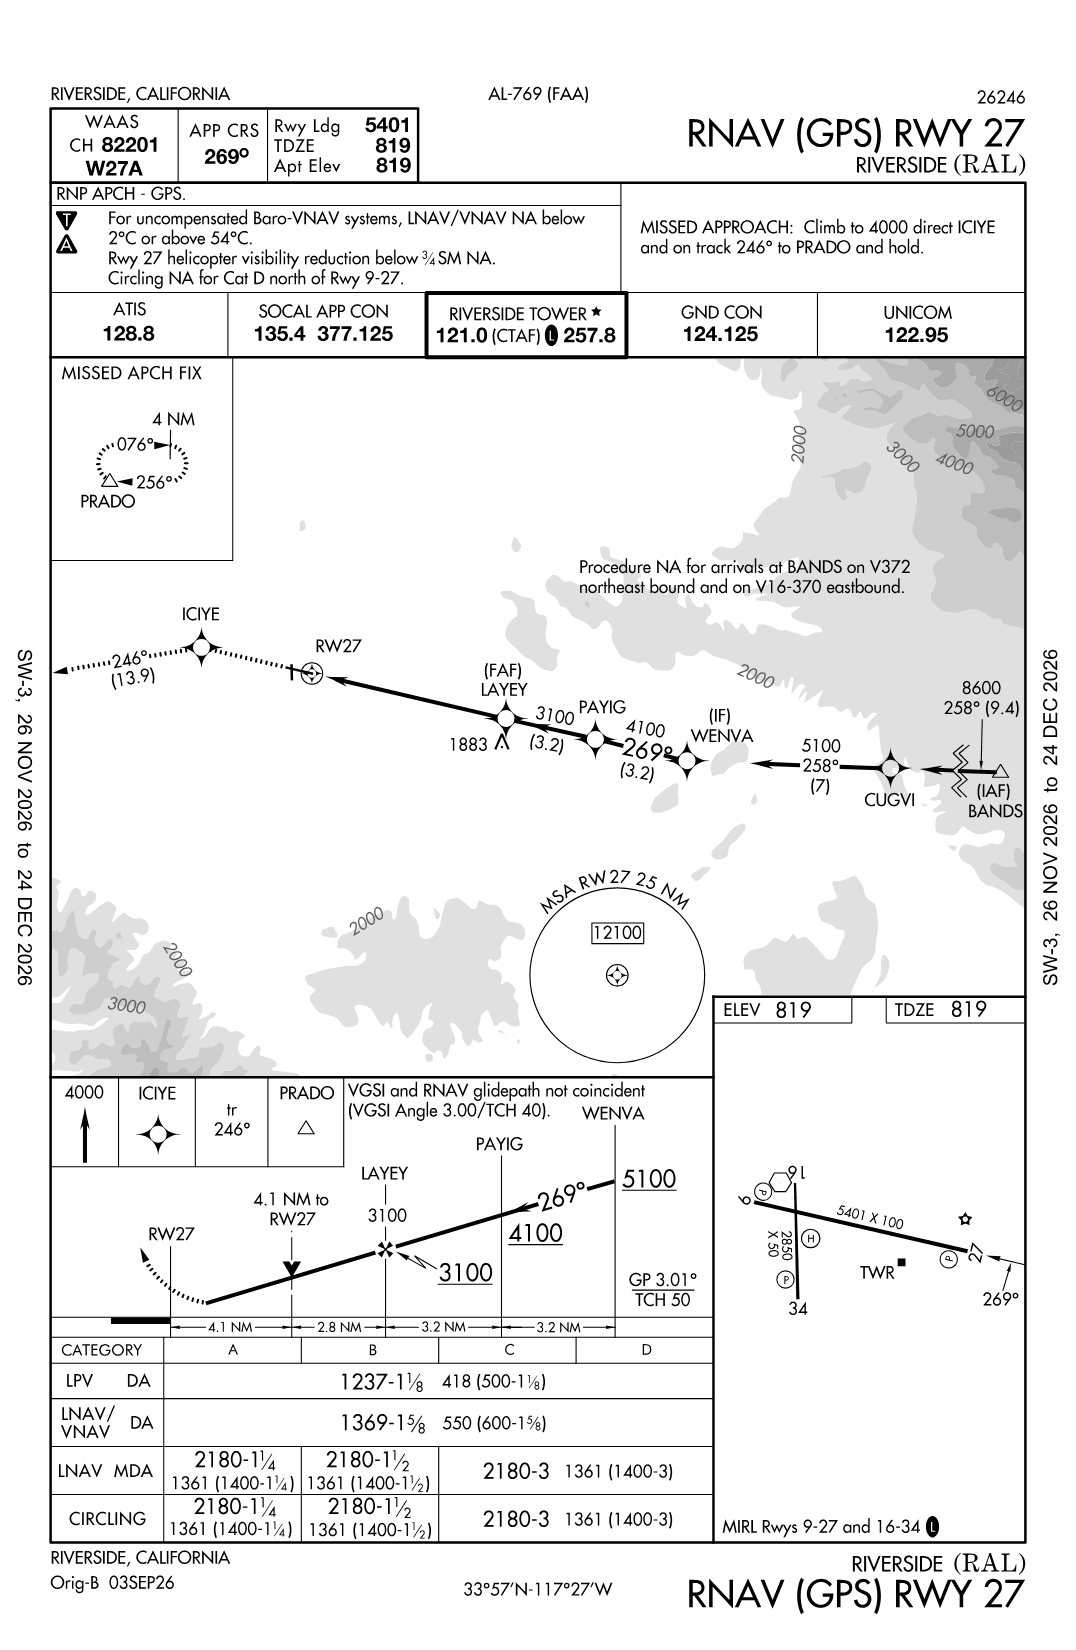 RIVERSIDE, CALIFORNIA
AL-769 (FAA)
26246
WAAS
CH 82201
W27A
APP CRS
269°
Rwy Ldg 5401
TDZE 819
Apt Elev 819
RNAV (GPS) RWY 27
RIVERSIDE (RAL)
RNP APCH - GPS.
T
A
For uncompensated Baro-VNAV systems, LNAV/VNAV NA below
2°C or above 54°C.
Rwy 27 helicopter visibility reduction below ¾ SM NA.
Circling NA for Cat D north of Rwy 9-27.
MISSED APPROACH: Climb to 4000 direct ICIYE
and on track 246° to PRADO and hold.
ATIS
128.8
SOCAL APP CON
135.4 377.125
RIVERSIDE TOWER ★
121.0 (CTAF) L 257.8
GND CON
124.125
UNICOM
122.95
MISSED APCH FIX
4 NM
076°
256°
PRADO
6000
5000
4000
3000
2000
Procedure NA for arrivals at BANDS on V372
northeast bound and on V16-370 eastbound.
ICIYE
246°
(13.9)
RW27
(FAF)
LAYEY
1883
3100
(3.2)
PAYIG
4100
269°
(3.2)
(IF)
WENVA
2000
5100
258°
(7)
CUGVI
8600
258° (9.4)
(IAF)
BANDS
2000
2000
3000
MSA RW27 25 NM
12100
SW-3, 26 NOV 2026 to 24 DEC 2026
SW-3, 26 NOV 2026 to 24 DEC 2026
ELEV 819
TDZE 819
16
P
9
5401 X 100
2850
X 50
H
P
34
TWR
P
27
269°
MIRL Rwys 9-27 and 16-34 L
4000
ICIYE
tr
246°
PRADO
VGSI and RNAV glidepath not coincident
(VGSI Angle 3.00/TCH 40).
WENVA
PAYIG
LAYEY
4.1 NM to
RW27
RW27
3100
269°
5100
4100
3100
GP 3.01°
TCH 50
4.1 NM
2.8 NM
3.2 NM
3.2 NM
CATEGORY A B C D
LPV DA 1237-1⅛ 418 (500-1⅛)
LNAV/
VNAV DA 1369-1⅝ 550 (600-1⅝)
LNAV MDA 2180-1¼ 2180-1½ 2180-3 1361 (1400-3)
1361 (1400-1¼) 1361 (1400-1½)
CIRCLING 2180-1¼ 2180-1½ 2180-3 1361 (1400-3)
1361 (1400-1¼) 1361 (1400-1½)
RIVERSIDE, CALIFORNIA
Orig-B 03SEP26
33°57'N-117°27'W
RIVERSIDE (RAL)
RNAV (GPS) RWY 27